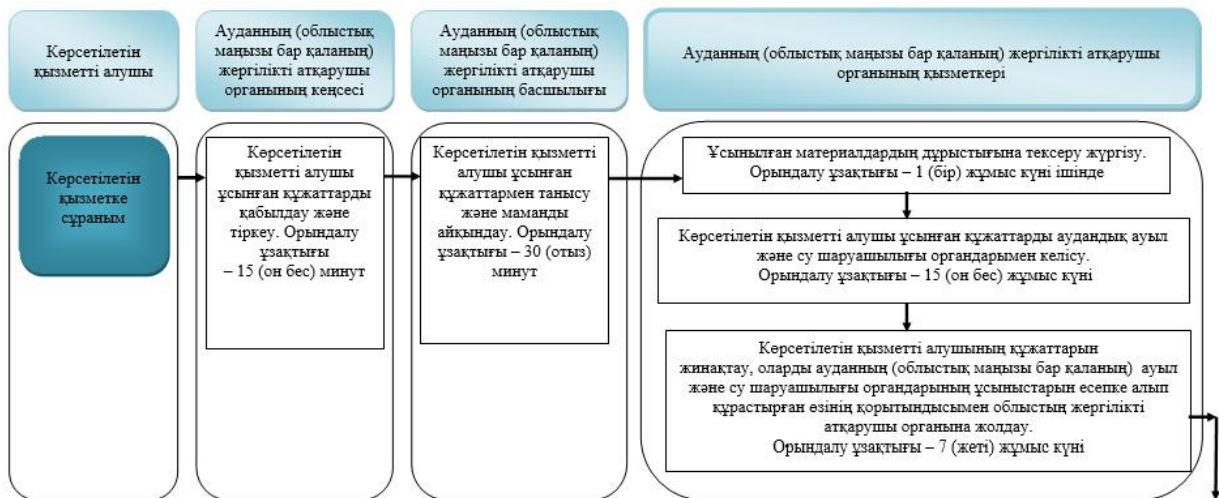 Көрсетілетін
қызметті алушы
Ауданның (облыстық
маңызы бар қаланың)
жергілікті атқарушы
органының кеңсесі
Ауданның (облыстық
маңызы бар қаланың)
жергілікті атқарушы
органының басшылығы
Ауданның (облыстық маңызы бар қаланың) жергілікті атқарушы
органының қызметкері
Көрсетілетін
қызметке
сұраным
Көрсетілетін
қызметті алушы
ұсынған құжаттарды
қабылдау және
тіркеу. Орындалу
ұзақтығы
– 15 (он бес) минут
Көрсетілетін қызметті
алушы ұсынған
құжаттармен танысу
және маманды
айқындау. Орындалу
ұзақтығы – 30 (отыз)
минут
Ұсынылған материалдардың дұрыстығына тексеру жүргізу.
Орындалу ұзақтығы – 1 (бір) жұмыс күні ішінде
Көрсетілетін қызметті алушы ұсынған құжаттарды аудандық ауыл
және су шаруашылығы органдарымен келісу.
Орындалу ұзақтығы – 15 (он бес) жұмыс күні
Көрсетілетін қызметті алушының құжаттарын
жинақтау, оларды ауданның (облыстық маңызы бар қаланың) ауыл
және су шаруашылығы органдарының ұсыныстарын есепке алып
құрастырған өзінің қорытындысымен облыстың жергілікті
атқарушы органына жолдау.
Орындалу ұзақтығы – 7 (жеті) жұмыс күні